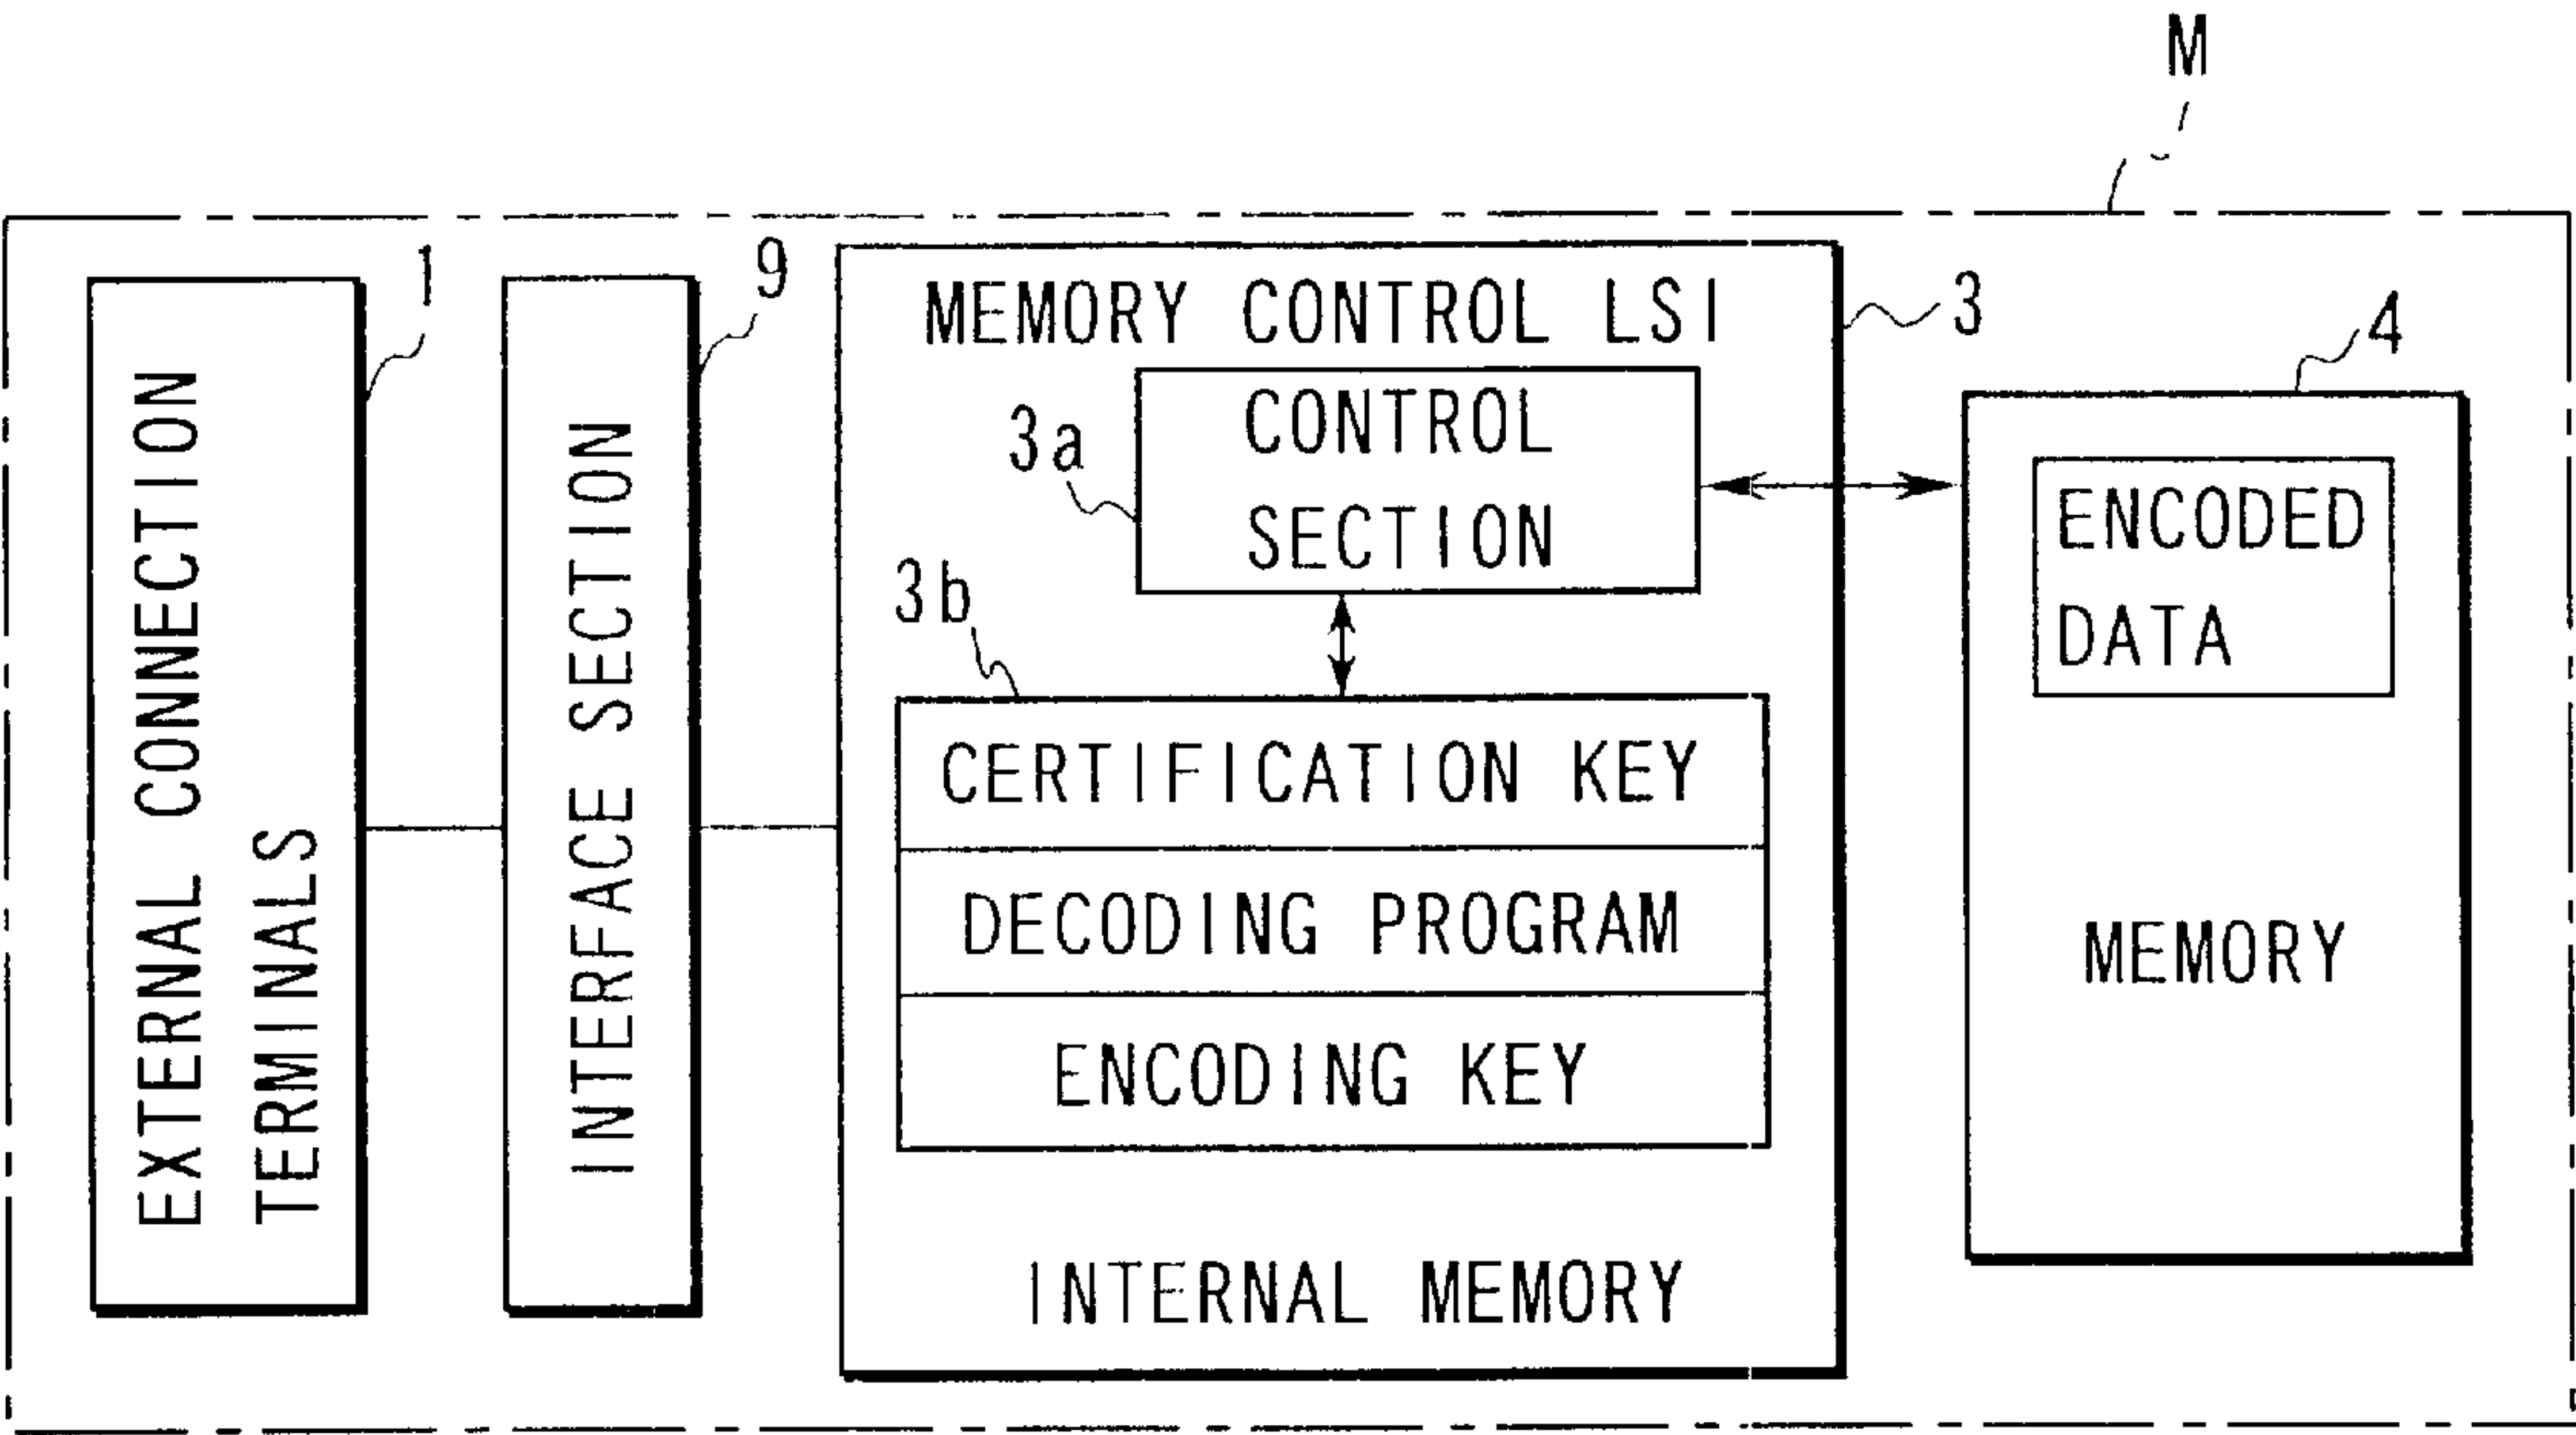 M
1
EXTERNAL CONNECTION
TERMINALS
9
INTERFACE SECTION
3
MEMORY CONTROL LSI
3a
CONTROL
SECTION
3b
CERTIFICATION KEY
DECODING PROGRAM
ENCODING KEY
INTERNAL MEMORY
4
ENCODED
DATA
MEMORY